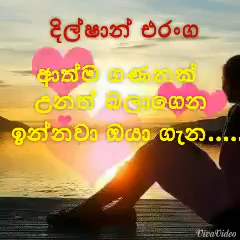 දිල්ෂාන් එරංග
ආත්ම ගණනක්
උනත් බලාගෙන
ඉන්නවා ඔයා ගැන.....
VivaVideo